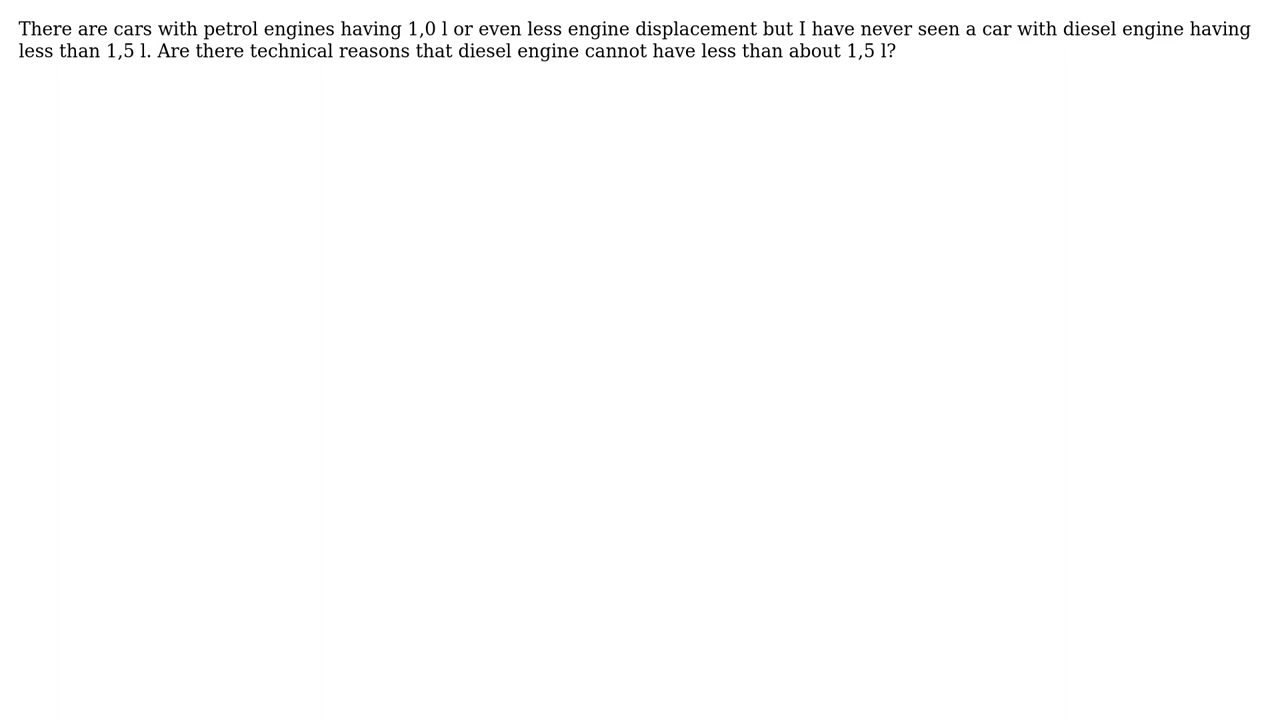 There are cars with petrol engines having 1,0 l or even less engine displacement but I have never seen a car with diesel engine having
less than 1,5 l. Are there technical reasons that diesel engine cannot have less than about 1,5 l?